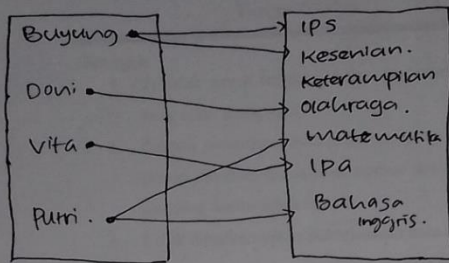 Buyung
Doni
Vita
Putri.
IPS
Kesenian.
Keterampilan
Olahraga.
Matematika
IPA
Bahasa
Inggris.